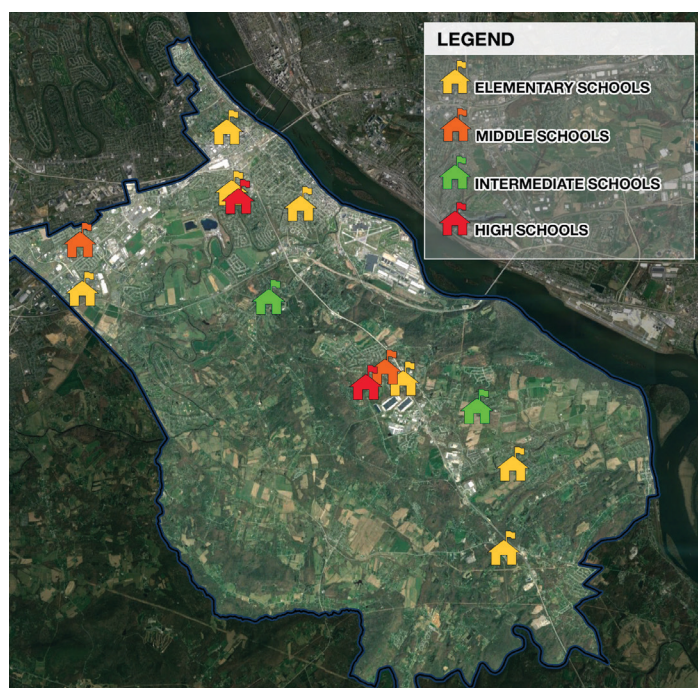 LEGEND
ELEMENTARY SCHOOLS
MIDDLE SCHOOLS
INTERMEDIATE SCHOOLS
HIGH SCHOOLS